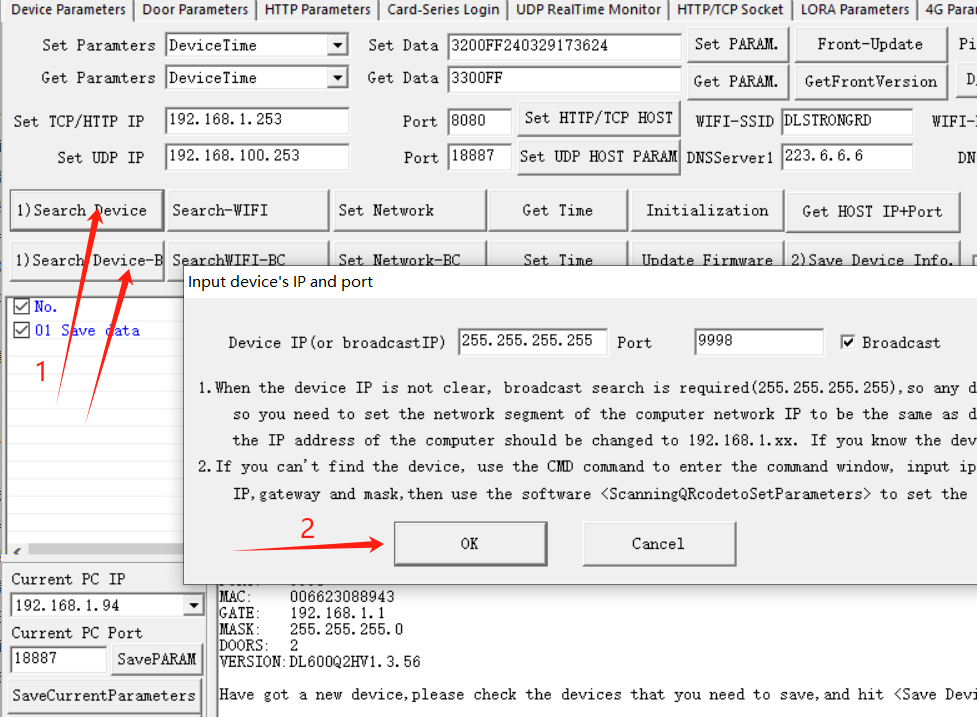 Device Parameters Door Parameters HTTP Parameters Card-Series Login UDP RealTime Monitor HTTP/TCP Socket LORA Parameters 4G Para
Set Paramters DeviceTime Set Data 3200FF240329173624 Set PARAM. Front-Update Pi
Get Paramters DeviceTime Get Data 3300FF Get PARAM. GetFrontVersion D
Set TCP/HTTP IP 192.168.1.253 Port 8080 Set HTTP/TCP HOST WIFI-SSID DLSTRONGRD WIFI-
Set UDP IP 192.168.100.253 Port 18887 Set UDP HOST PARAM DNSServer1 223.6.6.6 DN
1)Search Device Search-WIFI Set Network Get Time Initialization Get HOST IP+Port
1)Search Device-B SearchWIFI-BC Set Network-BC Set Time Update Firmware 2)Save Device Info.
Input device's IP and port
No.
01 Save data
1
Device IP(or broadcastIP) 255.255.255.255 Port 9998 Broadcast
1.When the device IP is not clear, broadcast search is required(255.255.255.255),so any d
so you need to set the network segment of the computer network IP to be the same as d
the IP address of the computer should be changed to 192.168.1.xx. If you know the dev
2.If you can't find the device, use the CMD command to enter the command window, input ip
IP,gateway and mask,then use the software <ScanningQRcodetoSetParameters> to set the
2
OK Cancel
Current PC IP
192.168.1.94
Current PC Port
18887 SavePARAM
SaveCurrentParameters
MAC: 006623088943
GATE: 192.168.1.1
MASK: 255.255.255.0
DOORS: 2
VERSION:DL600Q2HV1.3.56
Have got a new device,please check the devices that you need to save,and hit <Save Devi